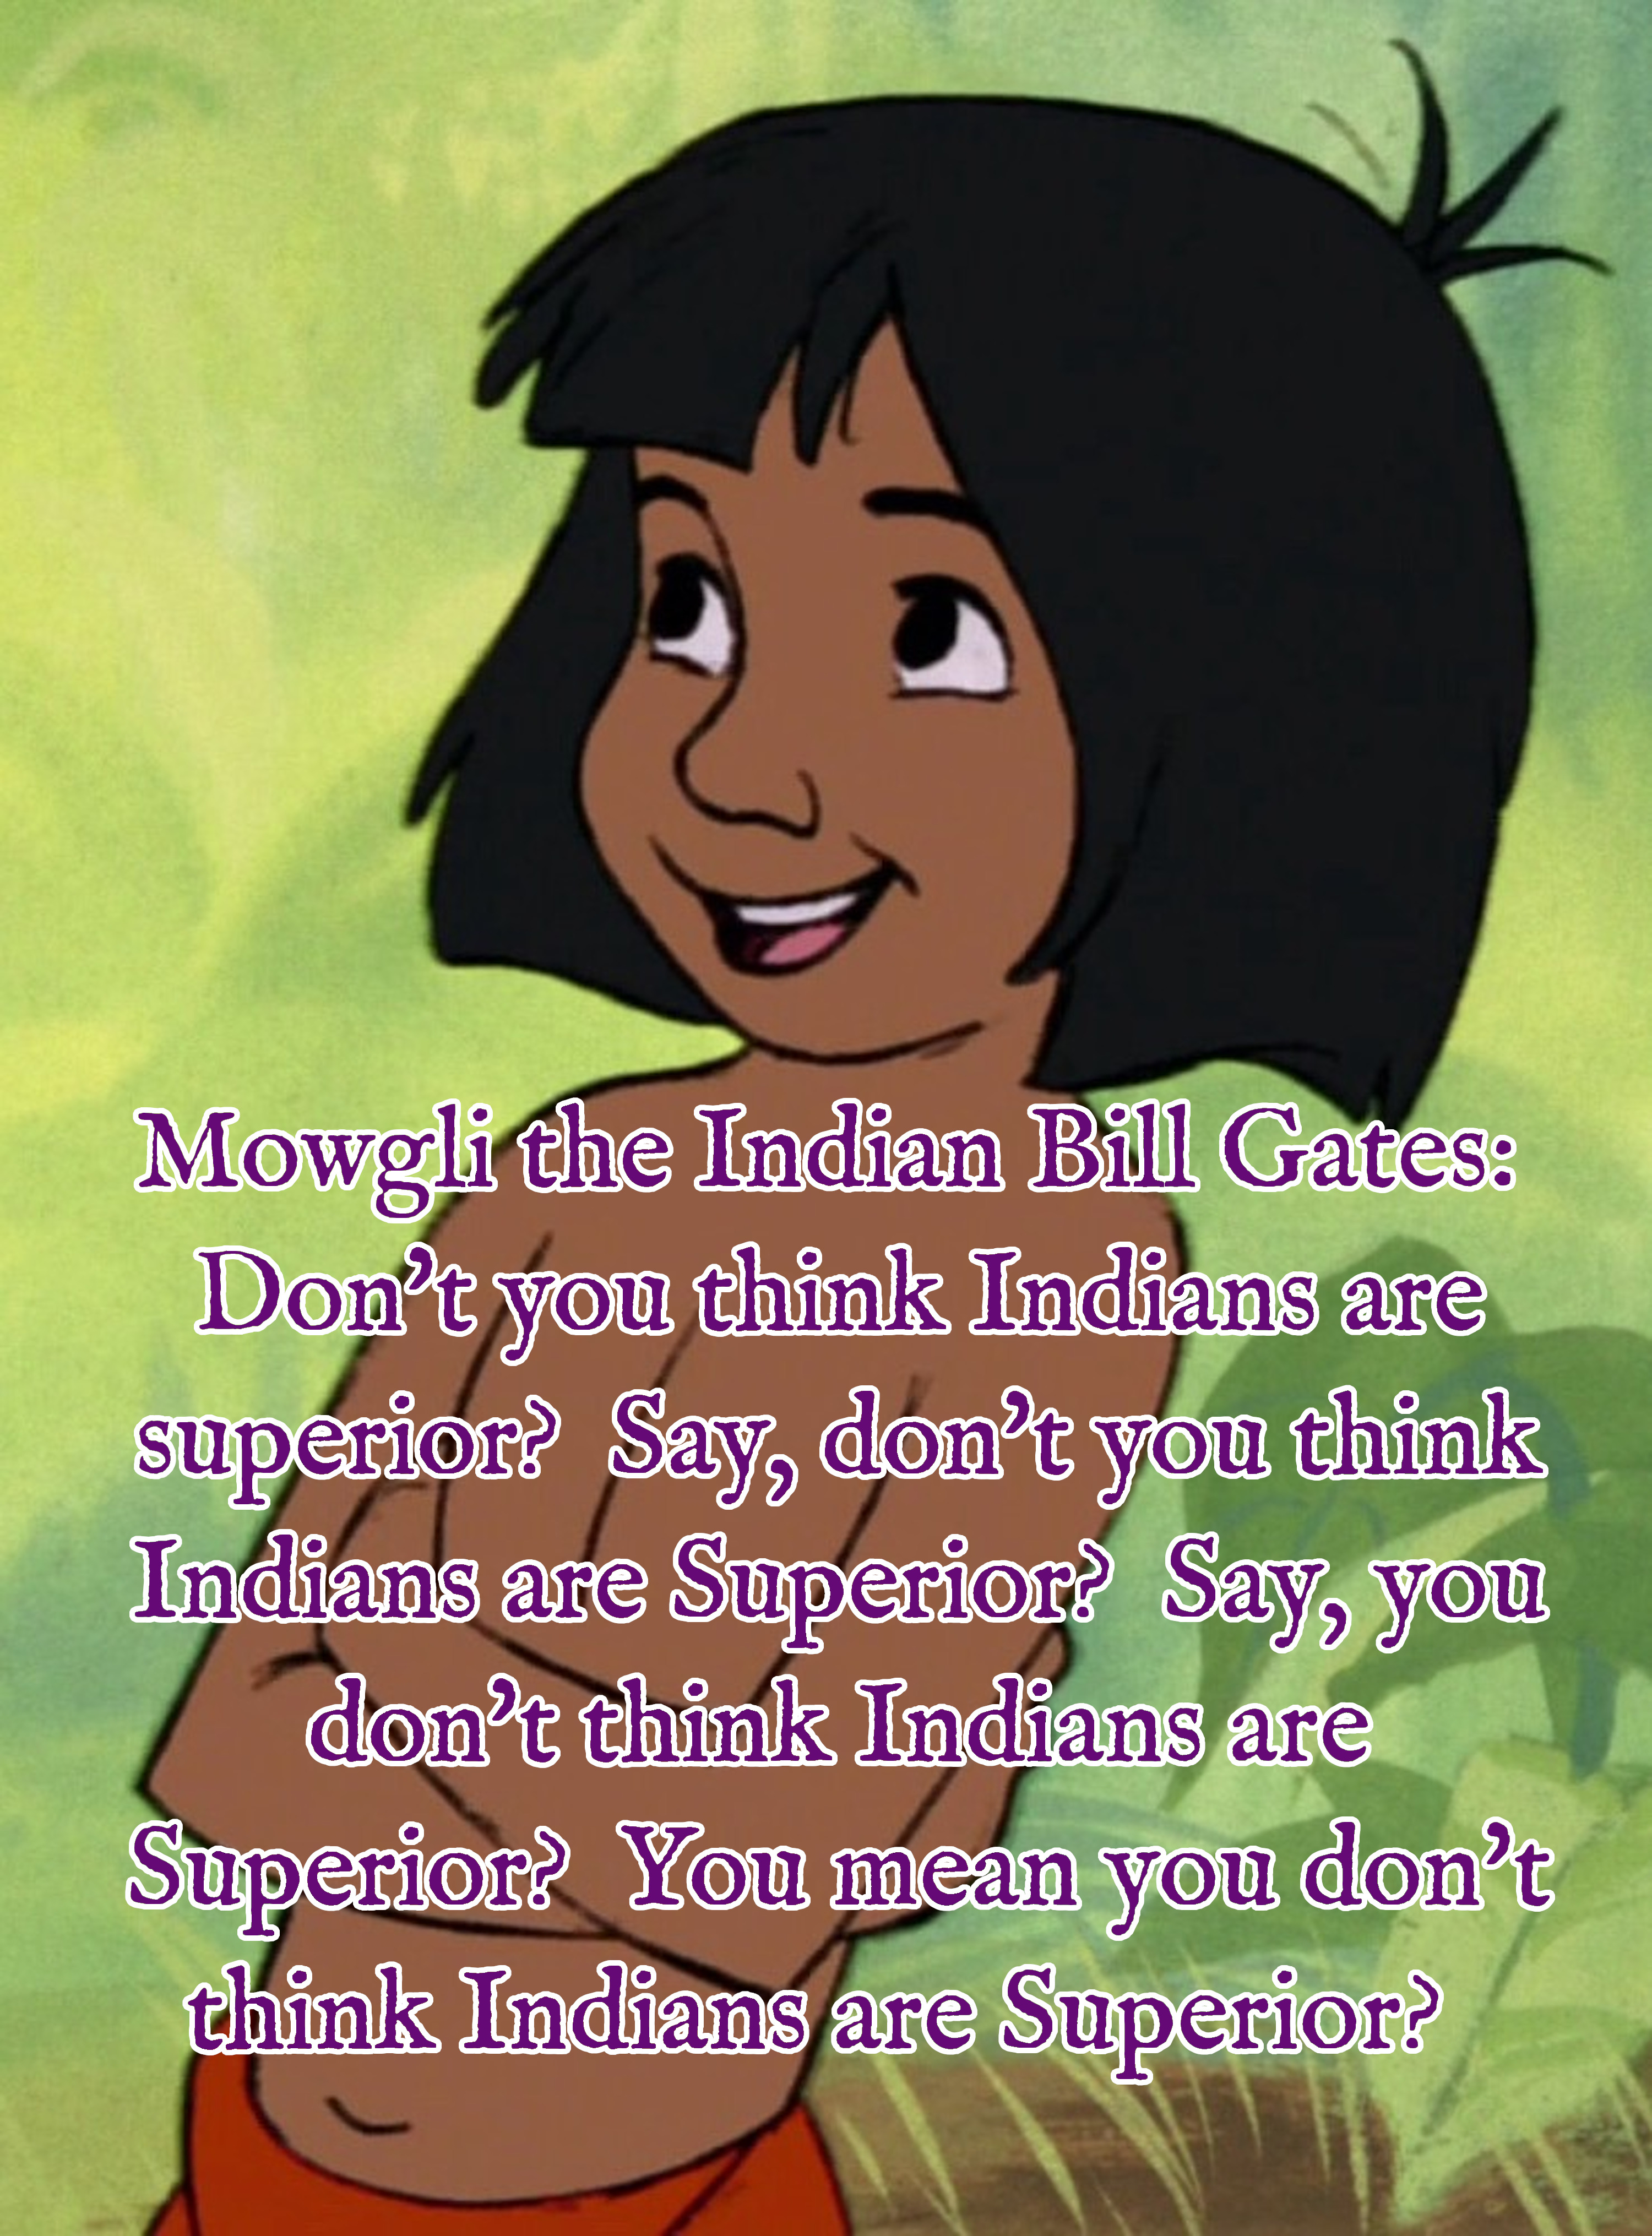 Mowgli the Indian Bill Gates:
Don't you think Indians are
superior?  Say, don't you think
Indians are Superior?  Say, you
don't think Indians are
Superior?  You mean you don't
think Indians are Superior?